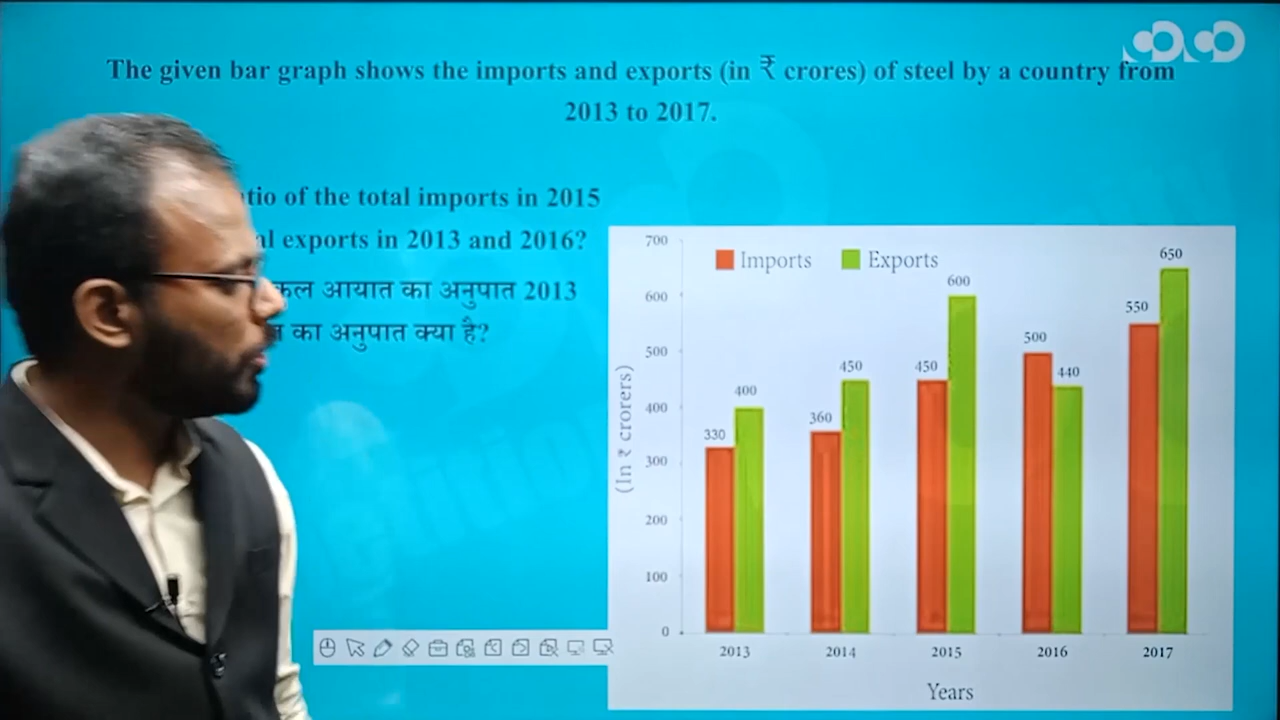 The given bar graph shows the imports and exports (in ₹ crores) of steel by a country from
2013 to 2017.
of the total imports in 2015
exports in 2013 and 2016?
आयात का अनुपात 2013
का अनुपात क्या है?
Imports Exports
(In ₹ crorers)
700
600
500
400
300
200
100
0
330 400
360 450
450 600
500 440
550 650
2013 2014 2015 2016 2017
Years